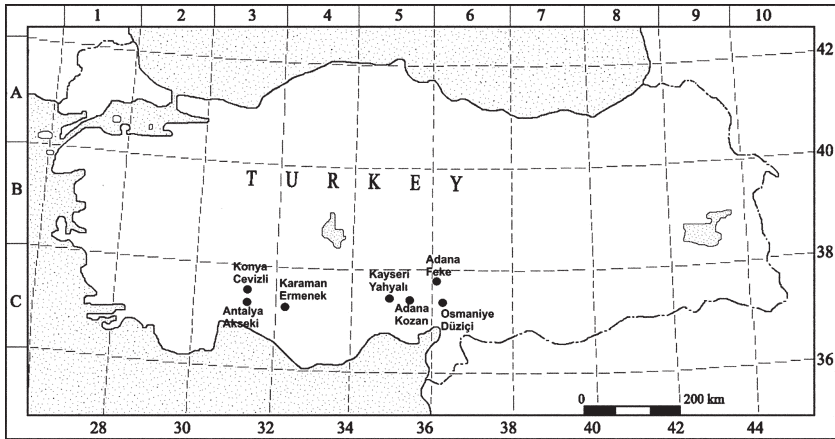 1 2 3 4 5 6 7 8 9 10
42
A
40
B
T U R K E Y
38
Konya
Cevizli
Antalya
Akseki
Karaman
Ermenek
Kayseri
Yahyalı
Adana
Kozan
Adana
Feke
Osmaniye
Düziçi
C
36
0 200 km
28 30 32 34 36 38 40 42 44